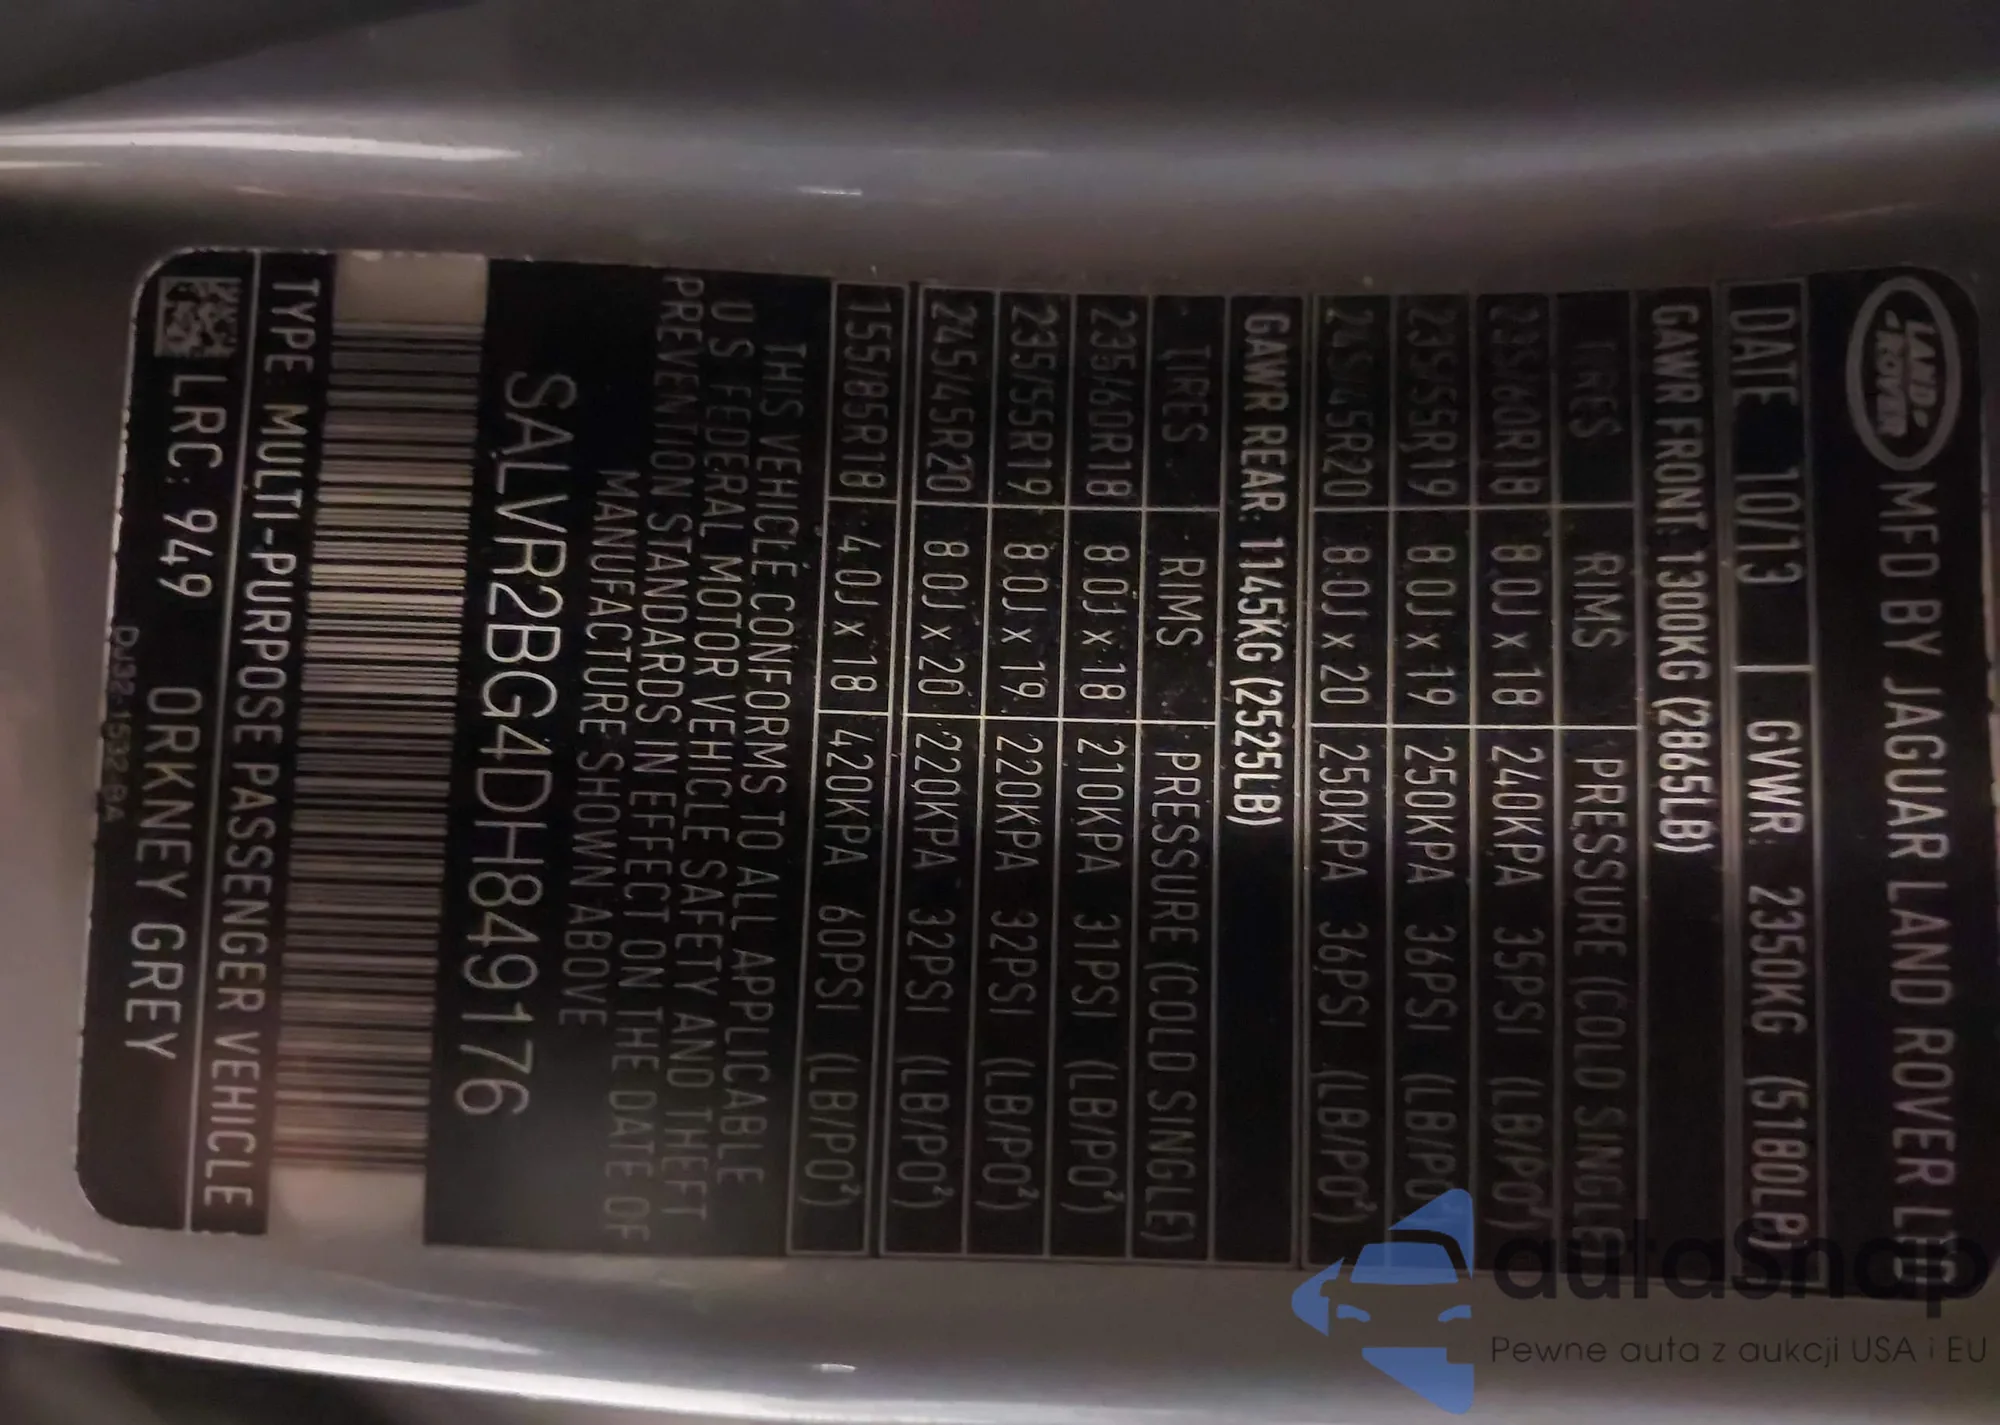 LAND ROVER MFD BY JAGUAR LAND ROVER LTD
DATE 10/13 GVWR: 2350KG (5180LB)
GAWR FRONT: 1300KG (2865LB)
TIRES RIMS PRESSURE (COLD SINGLE)
235/60R18 8.0J x 18 240KPA 35PSI (LB/PO²)
235/55R19 8.0J x 19 250KPA 36PSI (LB/PO²)
245/45R20 8.0J x 20 250KPA 36PSI (LB/PO²)
GAWR REAR: 1145KG (2525LB)
TIRES RIMS PRESSURE (COLD SINGLE)
235/60R18 8.0J x 18 210KPA 31PSI (LB/PO²)
235/55R19 8.0J x 19 220KPA 32PSI (LB/PO²)
245/45R20 8.0J x 20 220KPA 32PSI (LB/PO²)
155/85R18 4.0J x 18 420KPA 60PSI (LB/PO²)
THIS VEHICLE CONFORMS TO ALL APPLICABLE
U S FEDERAL MOTOR VEHICLE SAFETY AND THEFT
PREVENTION STANDARDS IN EFFECT ON THE DATE OF
MANUFACTURE SHOWN ABOVE
SALVR2BG4DH849176
TYPE: MULTI-PURPOSE PASSENGER VEHICLE
LRC: 949 ORKNEY GREY
autaSnap
Pewne auta z aukcji USA i EU